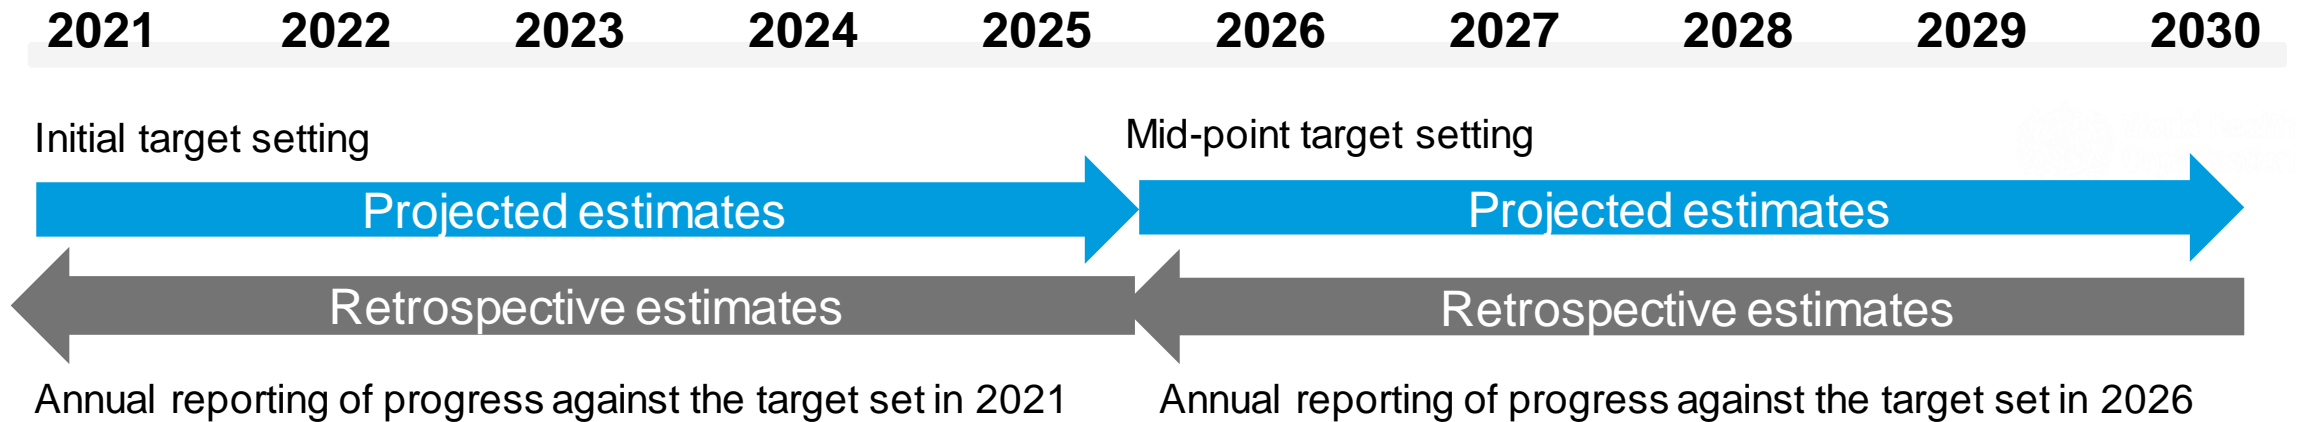 2021 2022 2023 2024 2025 2026 2027 2028 2029 2030
Initial target setting
Mid-point target setting
Projected estimates
Projected estimates
Retrospective estimates
Retrospective estimates
Annual reporting of progress against the target set in 2021
Annual reporting of progress against the target set in 2026